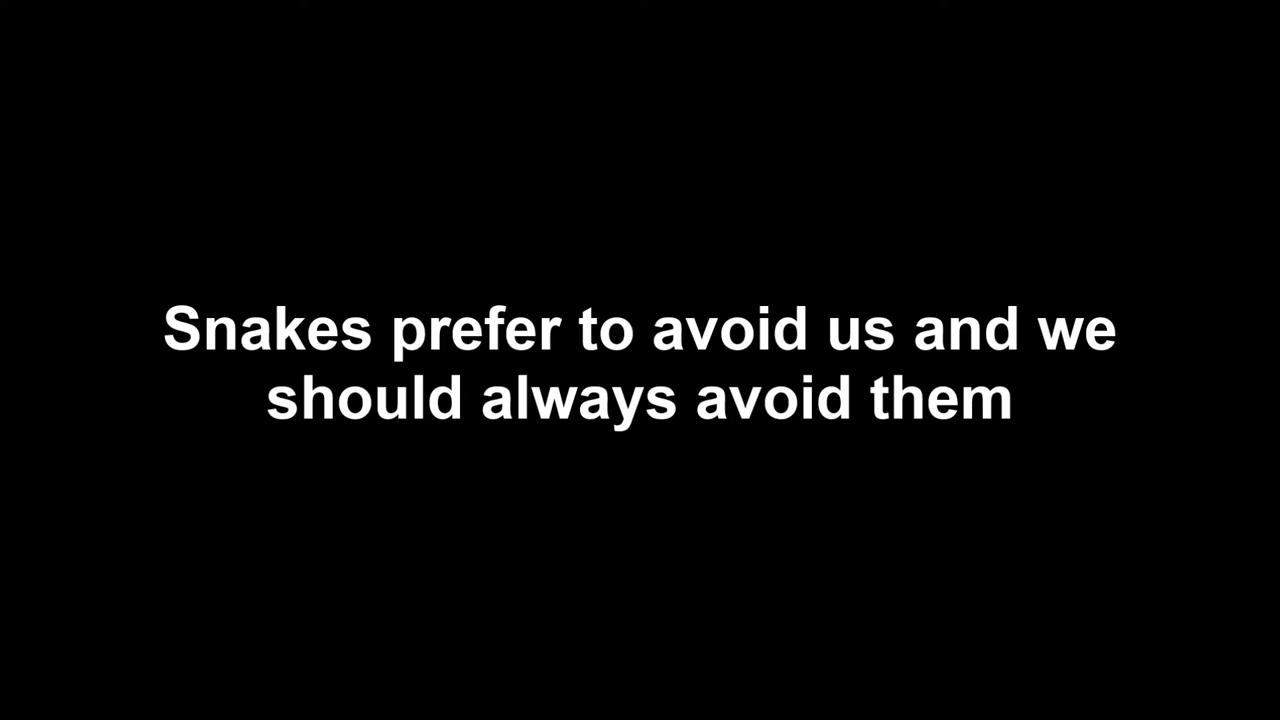 Snakes prefer to avoid us and we
should always avoid them